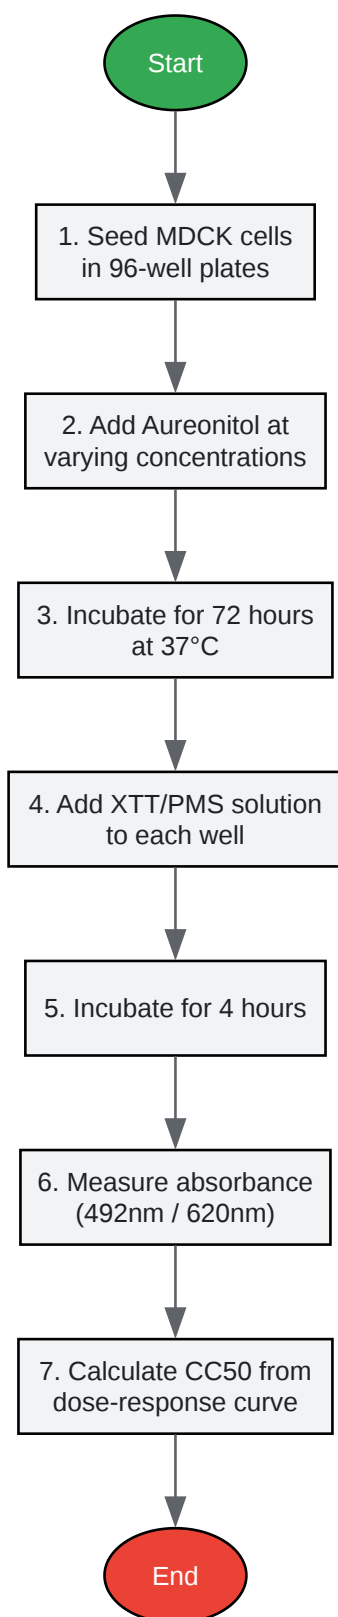 Start
1. Seed MDCK cells
in 96-well plates
2. Add Aureonitol at
varying concentrations
3. Incubate for 72 hours
at 37°C
4. Add XTT/PMS solution
to each well
5. Incubate for 4 hours
6. Measure absorbance
(492nm / 620nm)
7. Calculate CC50 from
dose-response curve
End